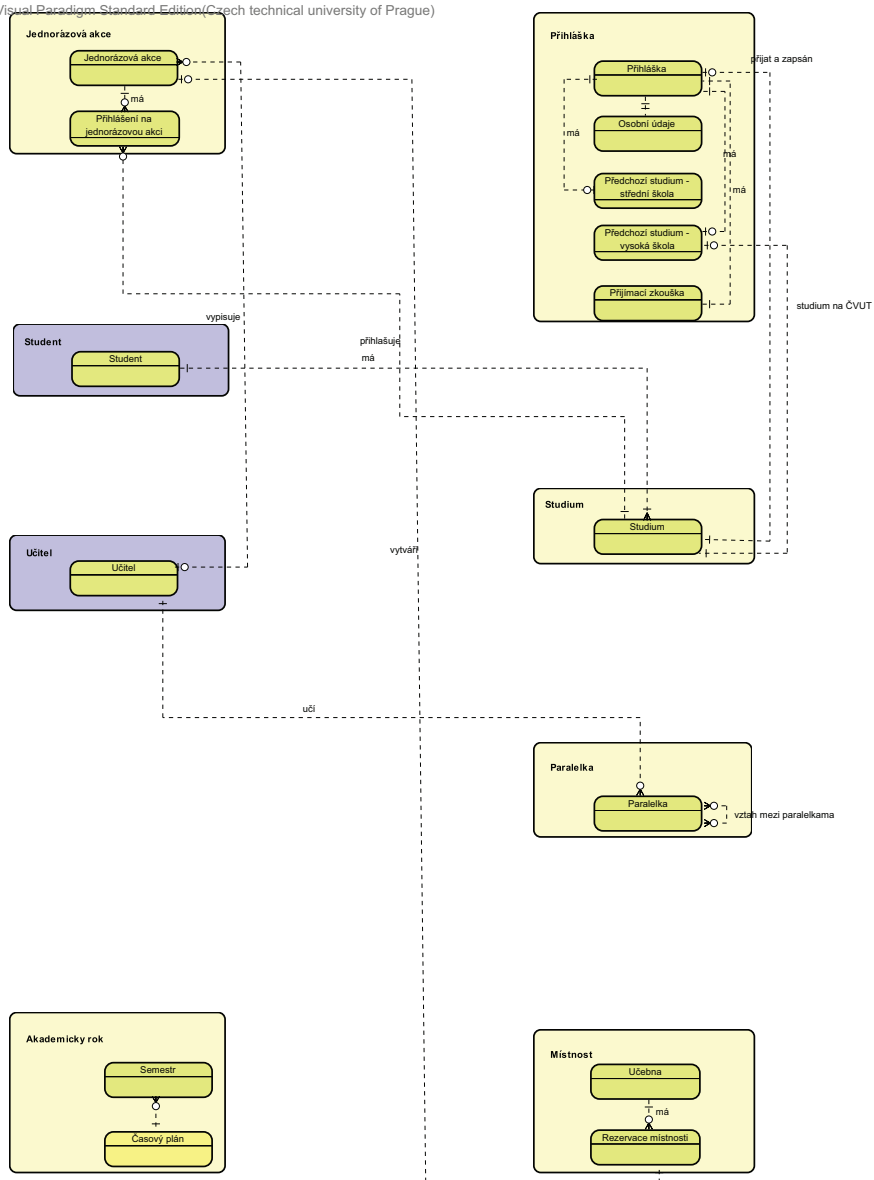 Visual Paradigm Standard Edition(Czech technical university of Prague)
Jednorázová akce
Jednorázová akce
má
Přihlášení na
jednorázovou akci
Přihláška
přijat a zapsán
Přihláška
má
Osobní údaje
má
Předchozí studium -
střední škola
má
Předchozí studium -
vysoká škola
Přijímací zkouška
studium na ČVUT
vypisuje
Student
Student
přihlašuje
má
Studium
Studium
Učitel
Učitel
vytváří
učí
Paralelka
Paralelka
vztah mezi paralelkama
Akademicky rok
Semestr
Časový plán
Místnost
Učebna
má
Rezervace místnosti